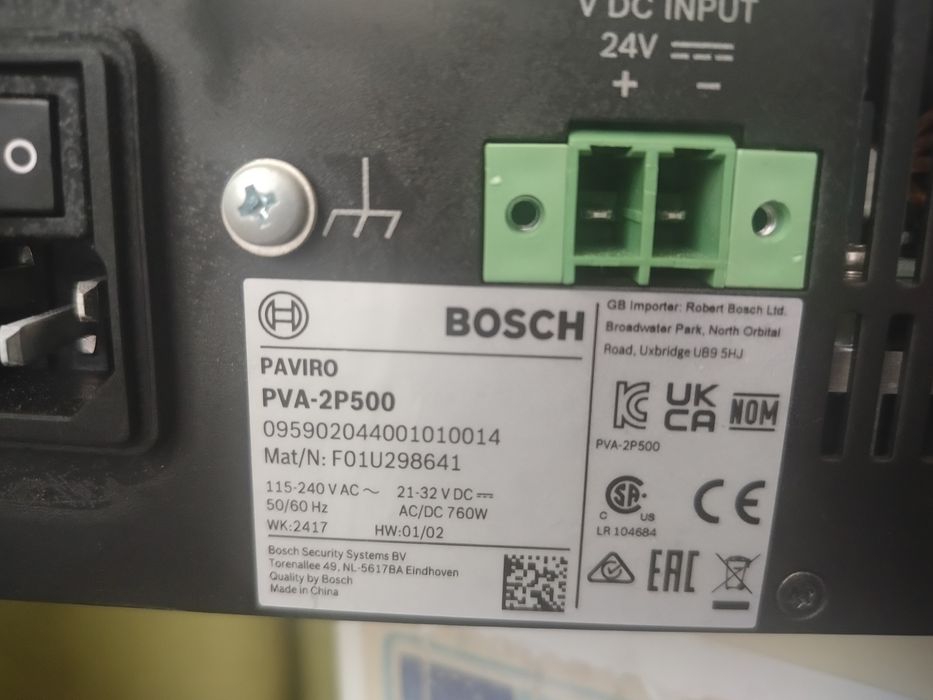 V DC INPUT
24V
+ −
O
BOSCH
PAVIRO
PVA-2P500
095902044001010014
Mat/N: F01U298641
115-240 V AC ~ 21-32 V DC ⎓
50/60 Hz AC/DC 760W
WK:2417 HW:01/02
Bosch Security Systems BV
Torenallee 49, NL-5617BA Eindhoven
Quality by Bosch
Made in China
GB Importer: Robert Bosch Ltd.
Broadwater Park, North Orbital
Road, Uxbridge UB9 5HJ
KC UK CA NOM
PVA-2P500
SA C US CE
LR 104684
EAC